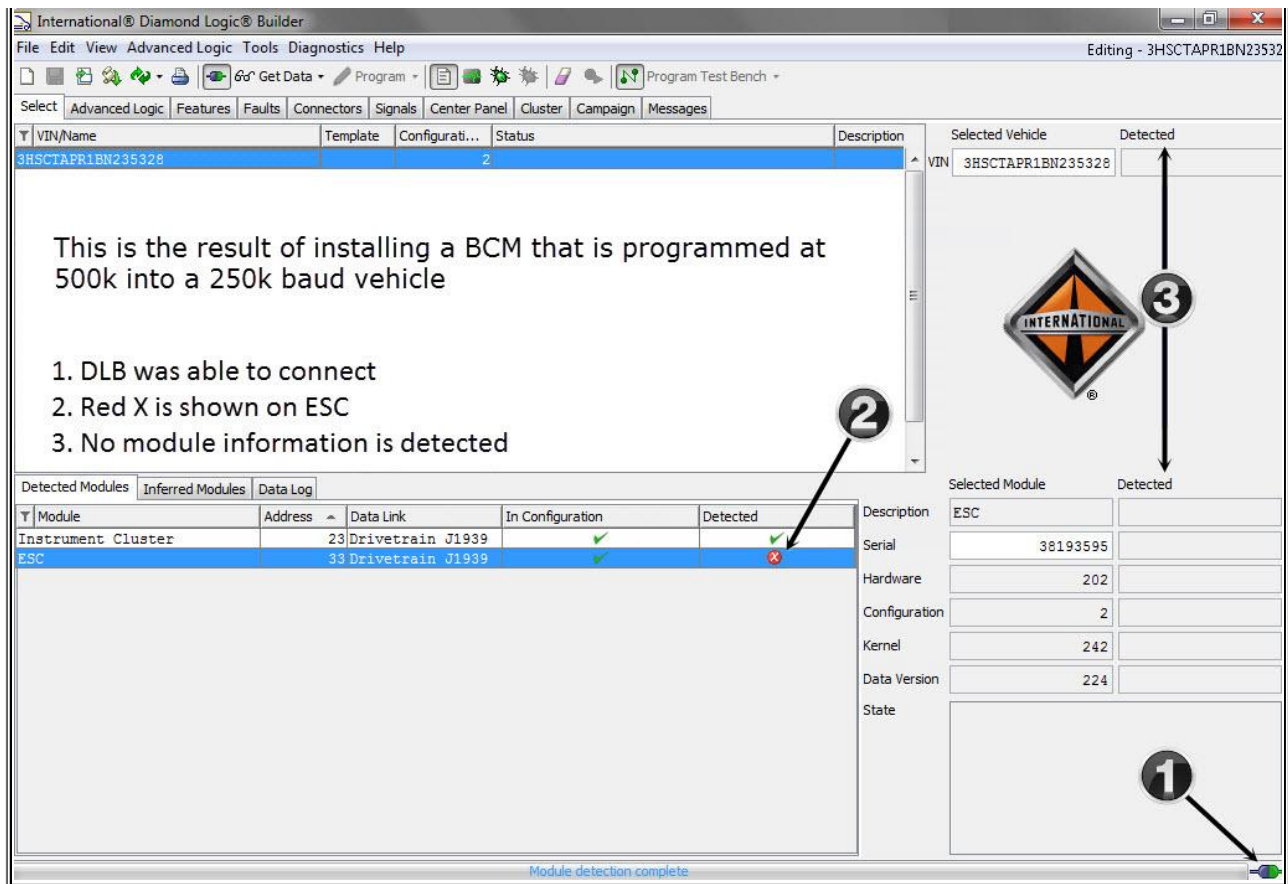 International® Diamond Logic® Builder
File Edit View Advanced Logic Tools Diagnostics Help
Editing - 3HSCTAPR1BN23532
Get Data
Program
Program Test Bench
Select Advanced Logic Features Faults Connectors Signals Center Panel Cluster Campaign Messages
VIN/Name Template Configurati... Status Description
3HSCTAPR1BN235328 2
Selected Vehicle Detected
VIN 3HSCTAPR1BN235328
This is the result of installing a BCM that is programmed at
500k into a 250k baud vehicle
1. DLB was able to connect
2. Red X is shown on ESC
3. No module information is detected
3
INTERNATIONAL
®
2
Detected Modules Inferred Modules Data Log
Module Address Data Link In Configuration Detected
Instrument Cluster 23 Drivetrain J1939
ESC 33 Drivetrain J1939
Selected Module Detected
Description ESC
Serial 38193595
Hardware 202
Configuration 2
Kernel 242
Data Version 224
State
1
Module detection complete